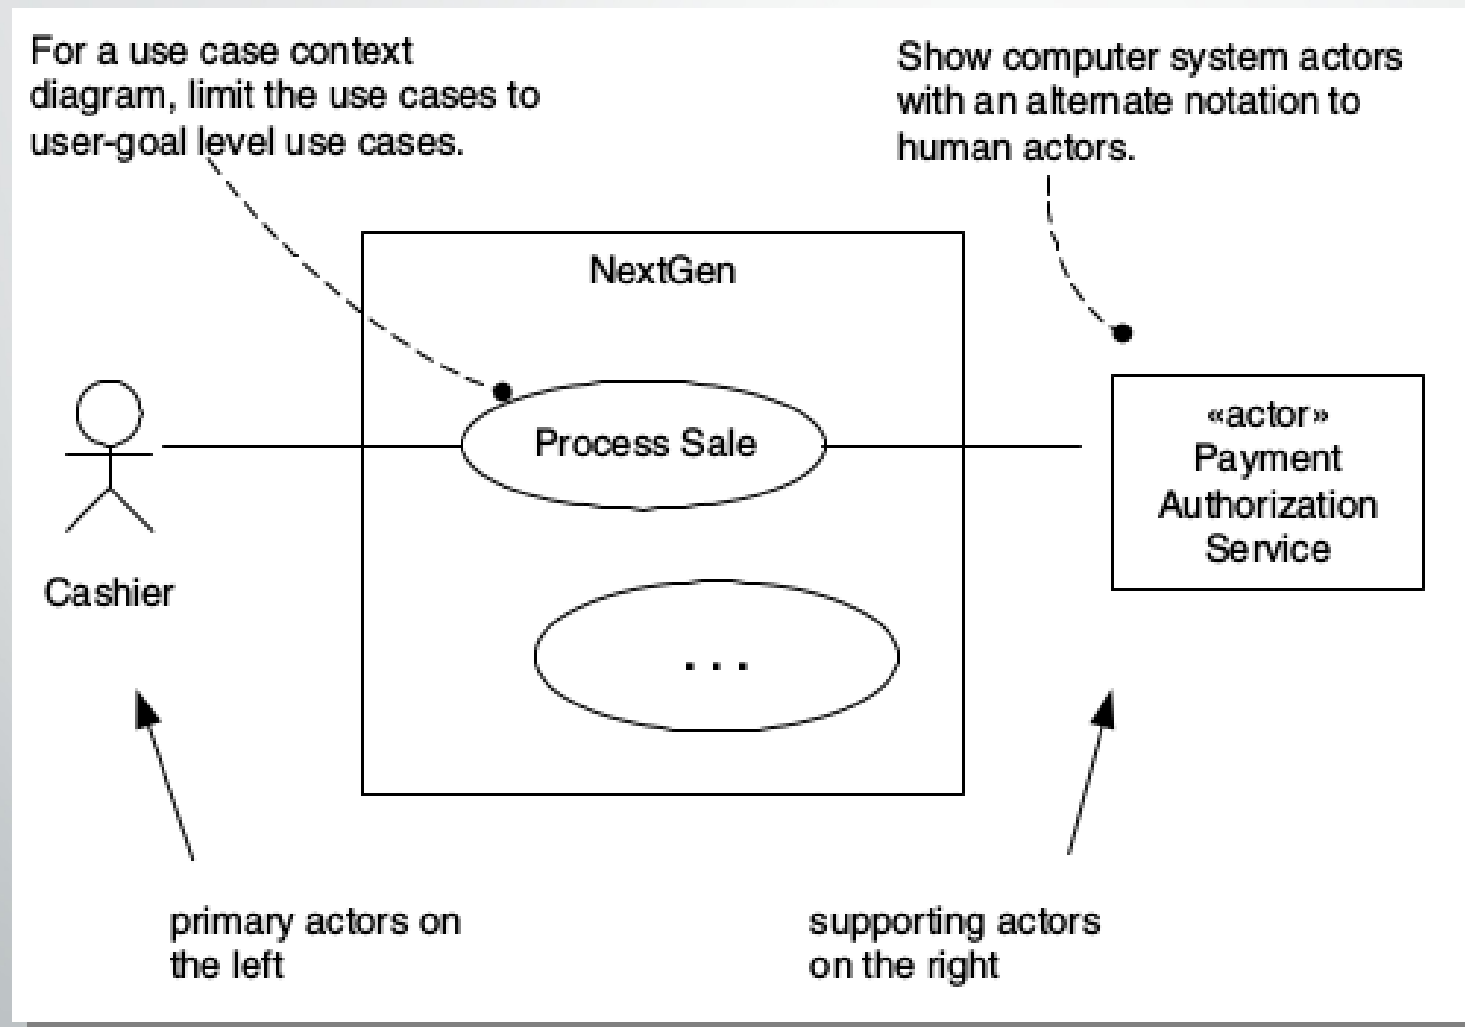 For a use case context
diagram, limit the use cases to
user-goal level use cases.
Show computer system actors
with an alternate notation to
human actors.
NextGen
Process Sale
«actor»
Payment
Authorization
Service
Cashier
. . .
primary actors on
the left
supporting actors
on the right